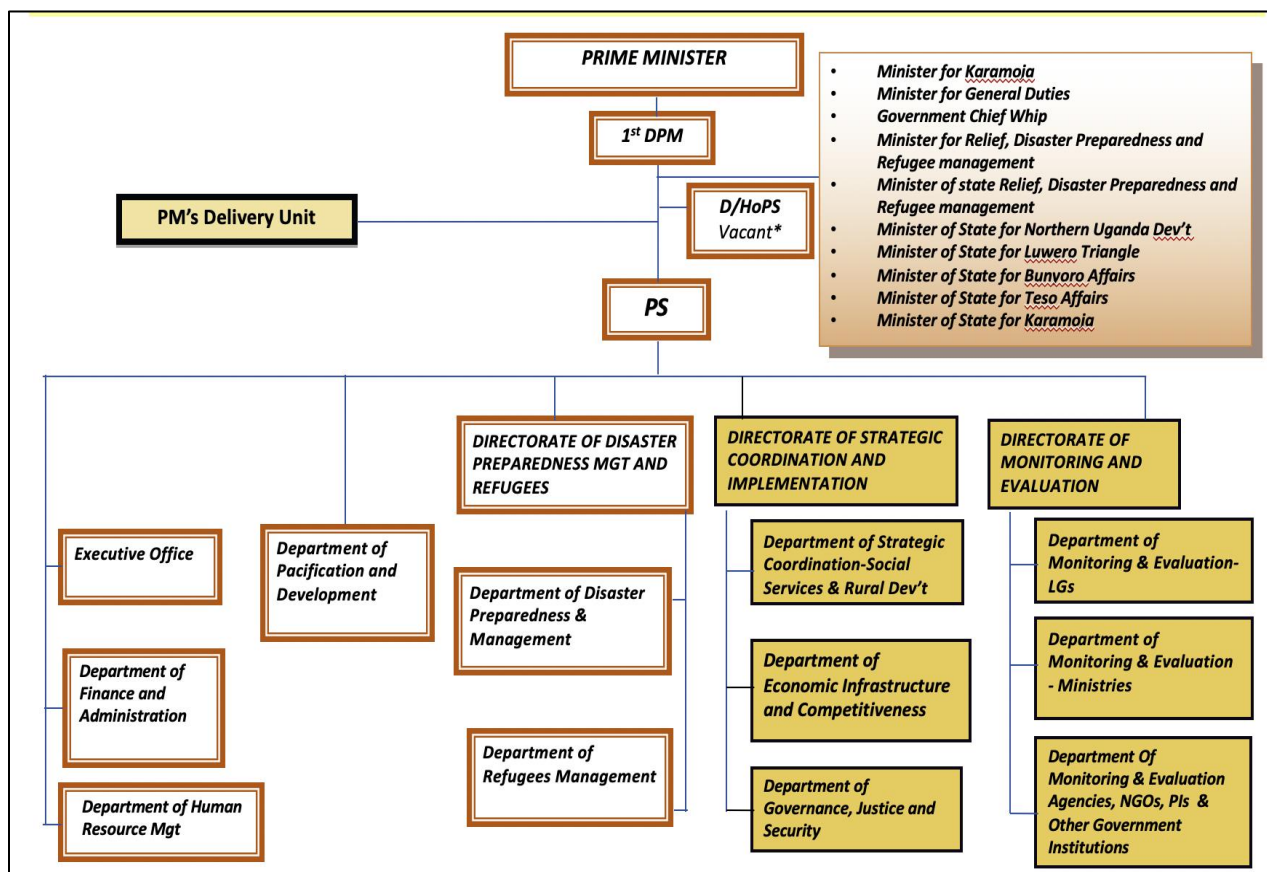 PRIME MINISTER
1st DPM
• Minister for Karamoja
• Minister for General Duties
• Government Chief Whip
• Minister for Relief, Disaster Preparedness and
Refugee management
• Minister of state Relief, Disaster Preparedness and
Refugee management
• Minister of State for Northern Uganda Dev't
• Minister of State for Luwero Triangle
• Minister of State for Bunyoro Affairs
• Minister of State for Teso Affairs
• Minister of State for Karamoja
PM's Delivery Unit
D/HoPS
Vacant*
PS
DIRECTORATE OF DISASTER
PREPAREDNESS MGT AND
REFUGEES
DIRECTORATE OF STRATEGIC
COORDINATION AND
IMPLEMENTATION
DIRECTORATE OF
MONITORING AND
EVALUATION
Executive Office
Department of
Finance and
Administration
Department of Human
Resource Mgt
Department of
Pacification and
Development
Department of Disaster
Preparedness &
Management
Department of
Refugees Management
Department of Strategic
Coordination-Social
Services & Rural Dev't
Department of
Economic Infrastructure
and Competitiveness
Department of
Governance, Justice and
Security
Department of
Monitoring & Evaluation-
LGs
Department of
Monitoring & Evaluation
- Ministries
Department Of
Monitoring & Evaluation
Agencies, NGOs, PIs &
Other Government
Institutions